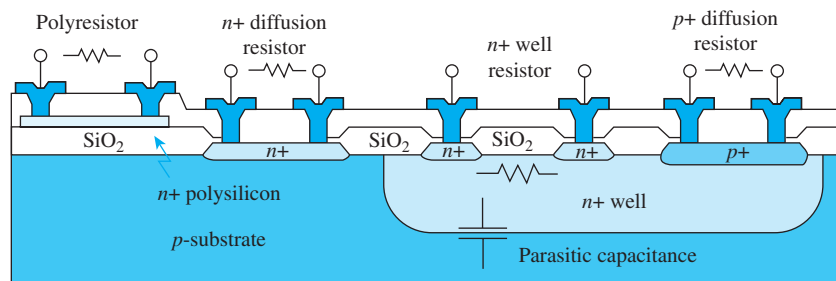 Polyresistor
n+ diffusion
resistor
n+ well
resistor
p+ diffusion
resistor
SiO2
n+
SiO2
n+
SiO2
n+
p+
n+ polysilicon
n+ well
p-substrate
Parasitic capacitance